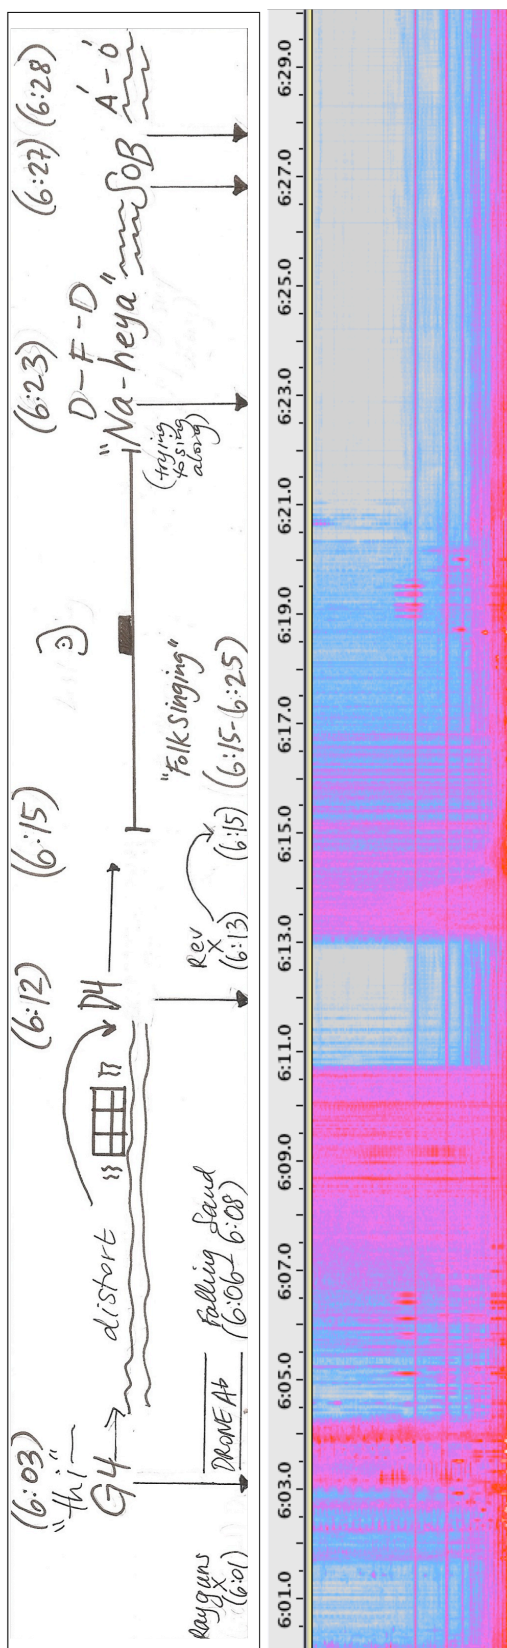 (6:03) (6:12) (6:15) (6:23) (6:27) (6:28)
"thi"
G4 distort D4 D-F-D
"Na-heya" SOB Á-Ó
(trying
to sing
along)
"Folk Singing"
(6:15-6:25)
Rayguns
X
(6:01)
DRONE Ab
Falling Sand
(6:06-6:08)
Rev
X
(6:13) (6:15)
6:01.0 6:03.0 6:05.0 6:07.0 6:09.0 6:11.0 6:13.0 6:15.0 6:17.0 6:19.0 6:21.0 6:23.0 6:25.0 6:27.0 6:29.0